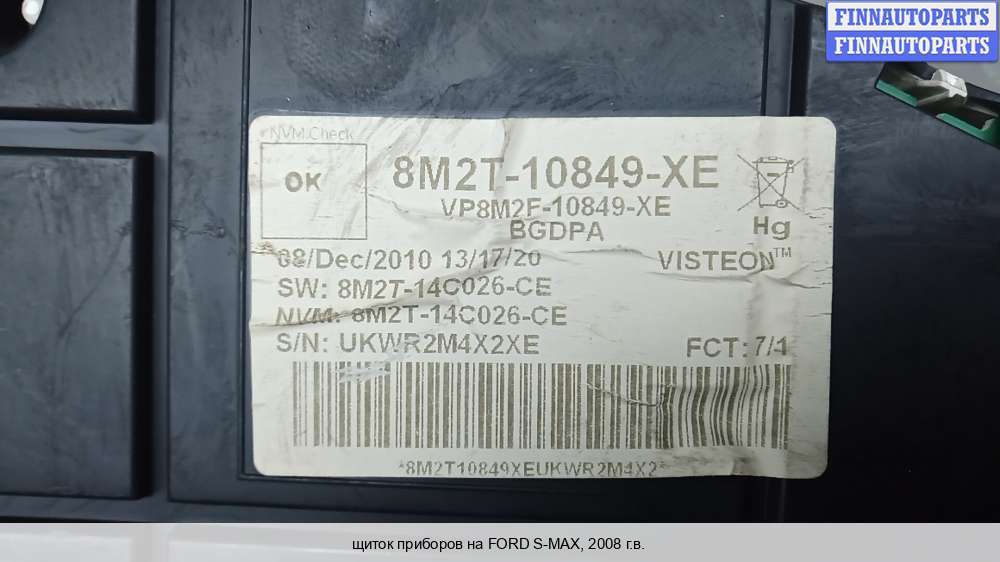 FINNAUTOPARTS
FINNAUTOPARTS
NVM.Check
OK
8M2T-10849-XE
VP8M2F-10849-XE
BGDPA
Hg
08/Dec/2010 13/17/20
VISTEON™
SW: 8M2T-14C026-CE
NVM: 8M2T-14C026-CE
S/N: UKWR2M4X2XE
FCT: 7/1
*8M2T10849XEUKWR2M4X2*
щиток приборов на FORD S-MAX, 2008 г.в.